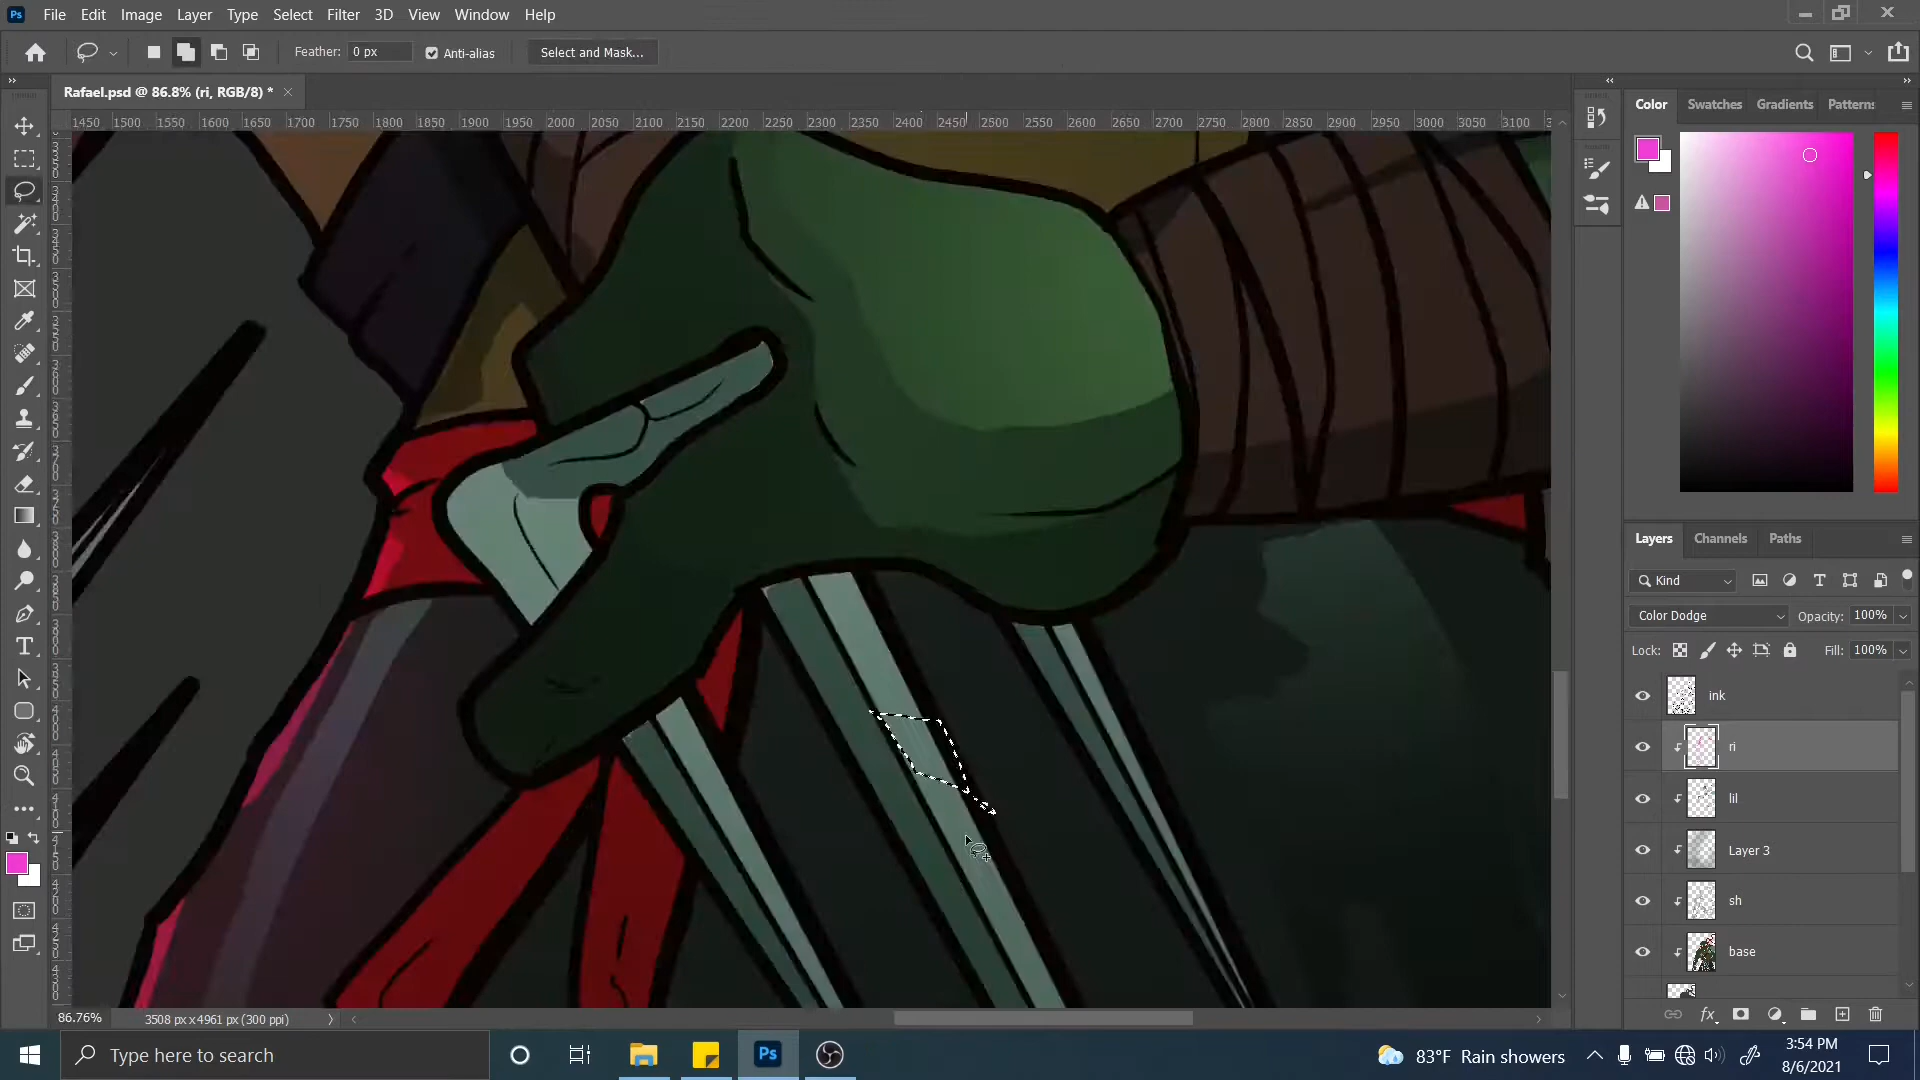 Ps File Edit Image Layer Type Select Filter 3D View Window Help
Feather: 0 px Anti-alias Select and Mask...
Rafael.psd @ 86.8% (ri, RGB/8) *
1450 1500 1550 1600 1650 1700 1750 1800 1850 1900 1950 2000 2050 2100 2150 2200 2250 2300 2350 2400 2450 2500 2550 2600 2650 2700 2750 2800 2850 2900 2950 3000 3050 3100
Color Swatches Gradients Patterns
Layers Channels Paths
Kind
Color Dodge Opacity: 100%
Lock: Fill: 100%
ink
ri
lil
Layer 3
sh
base
86.76% 3508 px x 4961 px (300 ppi)
Type here to search
Ps
83°F Rain showers
3:54 PM
8/6/2021